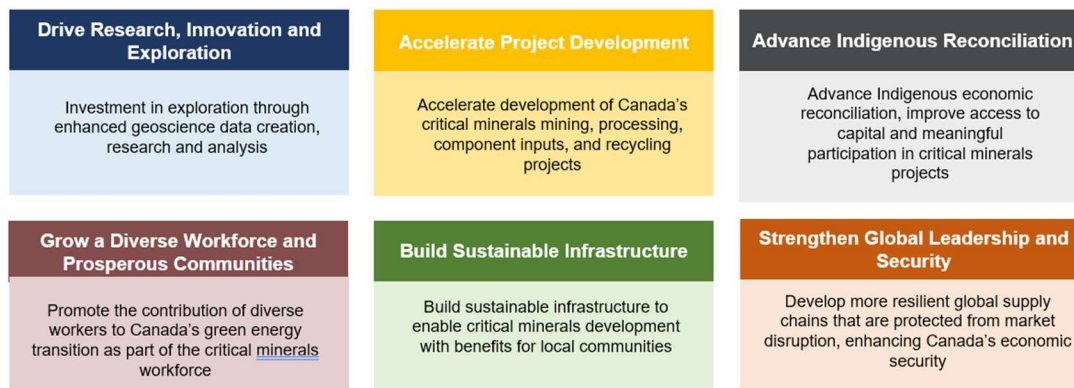 Drive Research, Innovation and
Exploration
Investment in exploration through
enhanced geoscience data creation,
research and analysis
Accelerate Project Development
Accelerate development of Canada's
critical minerals mining, processing,
component inputs, and recycling
projects
Advance Indigenous Reconciliation
Advance Indigenous economic
reconciliation, improve access to
capital and meaningful
participation in critical minerals
projects
Grow a Diverse Workforce and
Prosperous Communities
Promote the contribution of diverse
workers to Canada's green energy
transition as part of the critical minerals
workforce
Build Sustainable Infrastructure
Build sustainable infrastructure to
enable critical minerals development
with benefits for local communities
Strengthen Global Leadership and
Security
Develop more resilient global supply
chains that are protected from market
disruption, enhancing Canada's economic
security